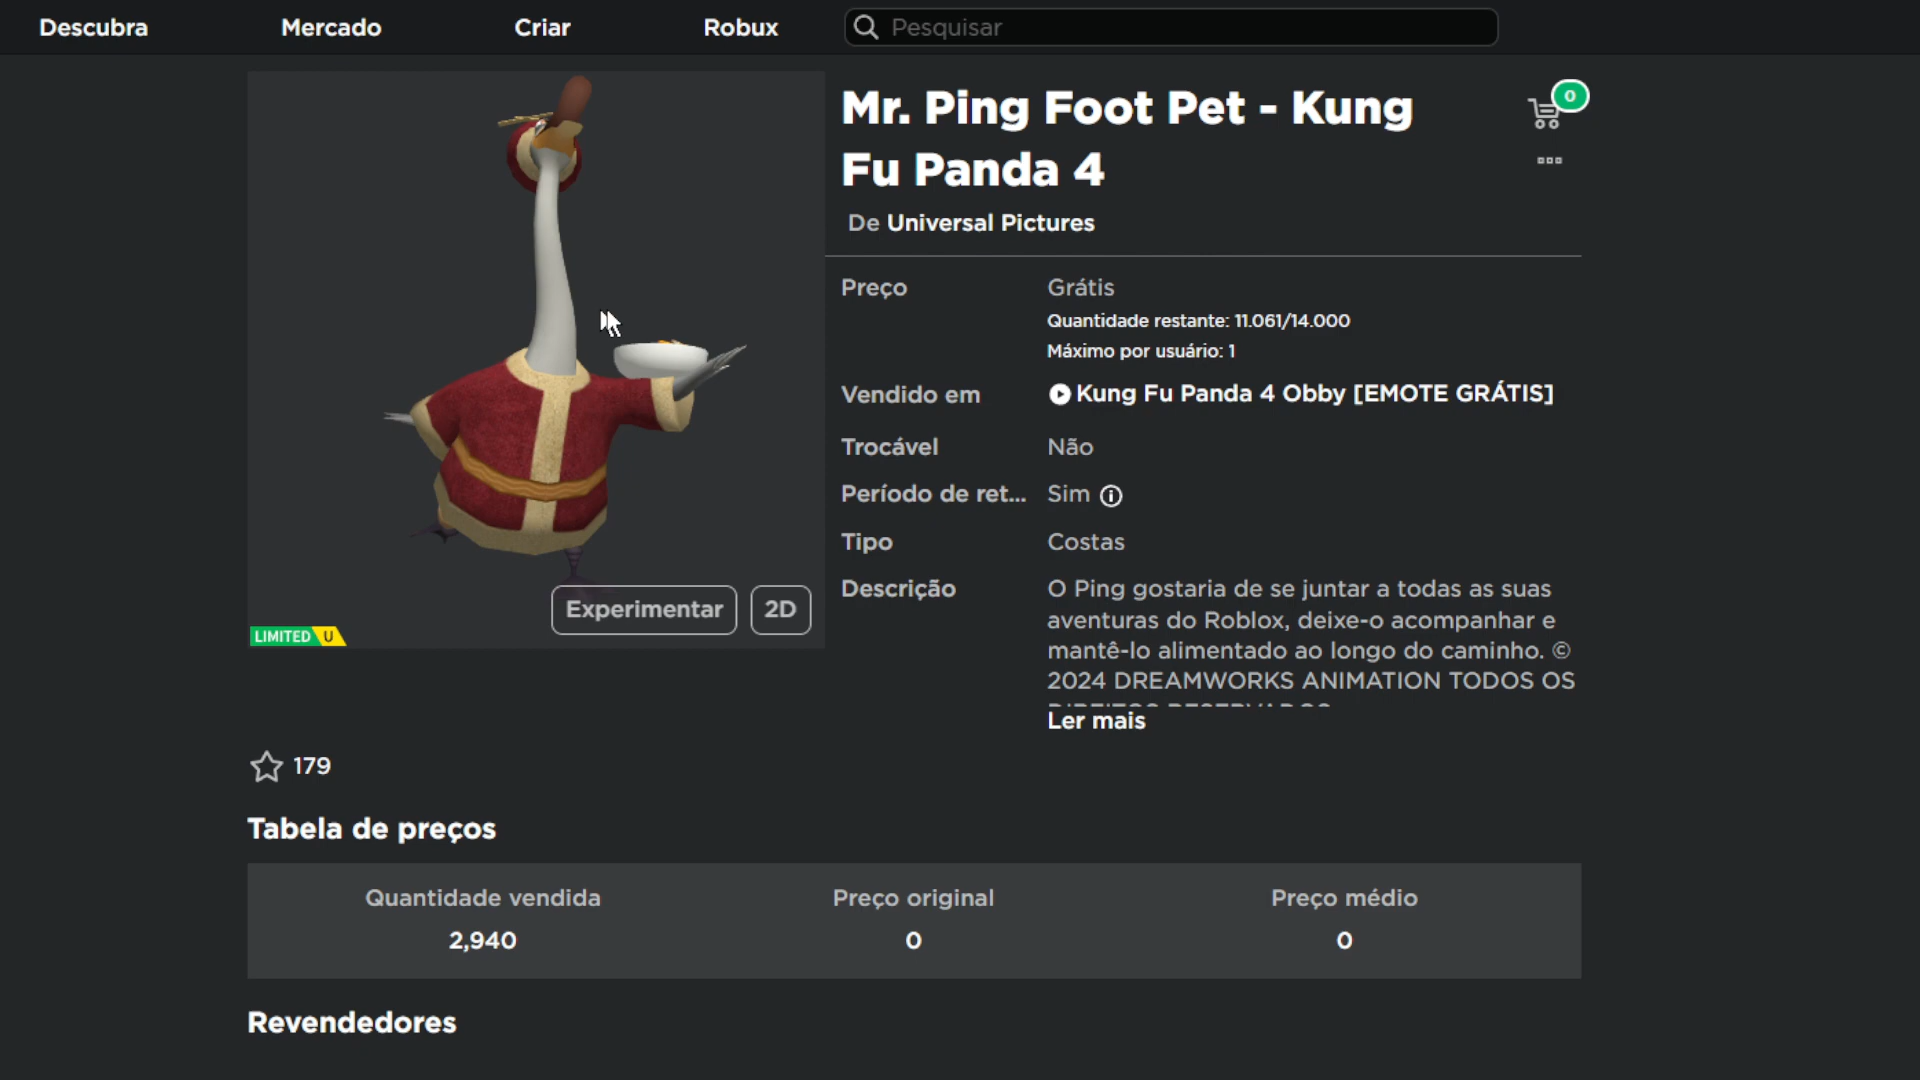 Descubra
Mercado
Criar
Robux
Pesquisar
Mr. Ping Foot Pet - Kung
Fu Panda 4
0
De Universal Pictures
Preço
Grátis
Quantidade restante: 11.061/14.000
Máximo por usuário: 1
Vendido em
Kung Fu Panda 4 Obby [EMOTE GRÁTIS]
Trocável
Não
Período de ret...
Sim
Tipo
Costas
Descrição
O Ping gostaria de se juntar a todas as suas
aventuras do Roblox, deixe-o acompanhar e
mantê-lo alimentado ao longo do caminho. ©
2024 DREAMWORKS ANIMATION TODOS OS
Ler mais
Experimentar
2D
LIMITED U
179
Tabela de preços
Quantidade vendida
Preço original
Preço médio
2,940
0
0
Revendedores